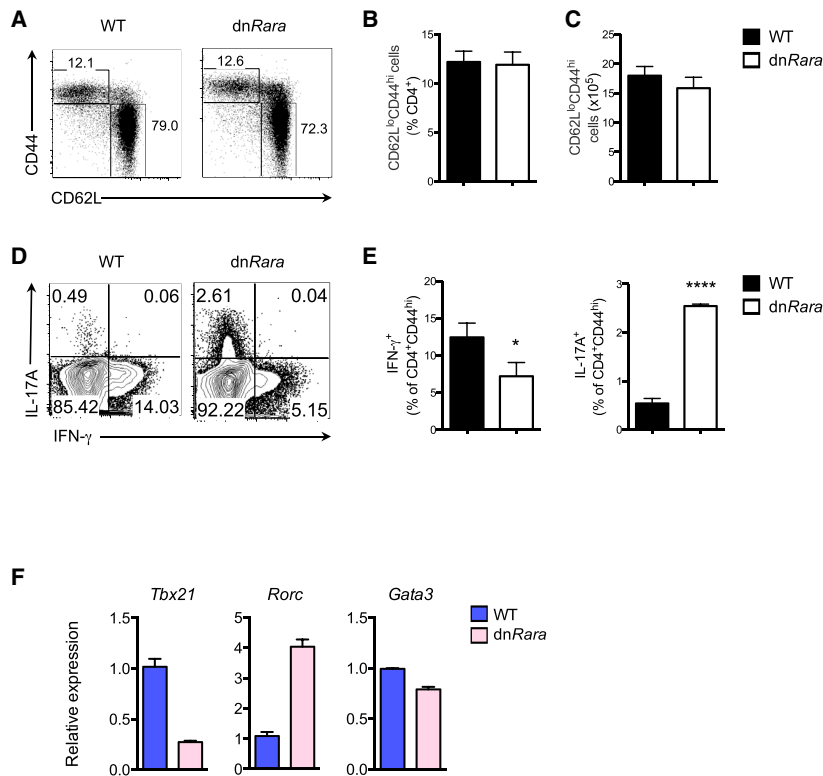 A
WT
dnRara
12.1
79.0
12.6
72.3
CD44
CD62L
B
CD62LloCD44hi cells
(% CD4+)
15
10
5
0
C
CD62LloCD44hi
cells (x10⁵)
25
20
15
10
5
0
WT
dnRara
D
WT
dnRara
0.49
0.06
85.42
14.03
2.61
0.04
92.22
5.15
IL-17A
IFN-γ
E
IFN-γ+
(% of CD4+CD44hi)
20
15
10
5
0
*
IL-17A+
(% of CD4+CD44hi)
3
2
1
0
****
WT
dnRara
F
Relative expression
Tbx21
1.5
1.0
0.5
0.0
Rorc
5
4
3
2
1
0
Gata3
1.5
1.0
0.5
0.0
WT
dnRara